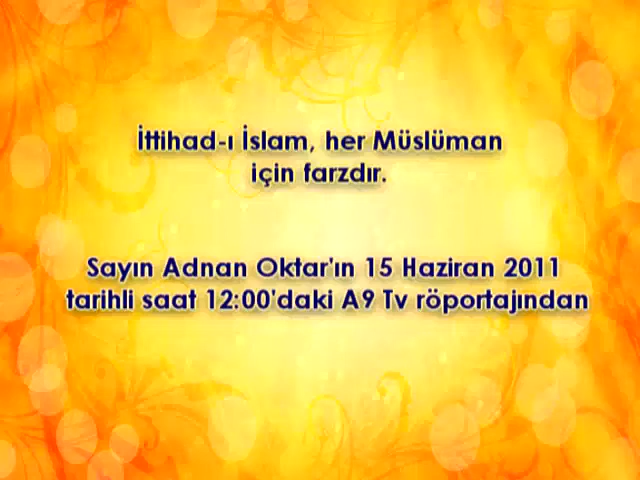 İttihad-ı İslam, her Müslüman
için farzdır.
Sayın Adnan Oktar'ın 15 Haziran 2011
tarihli saat 12:00'daki A9 Tv röportajından